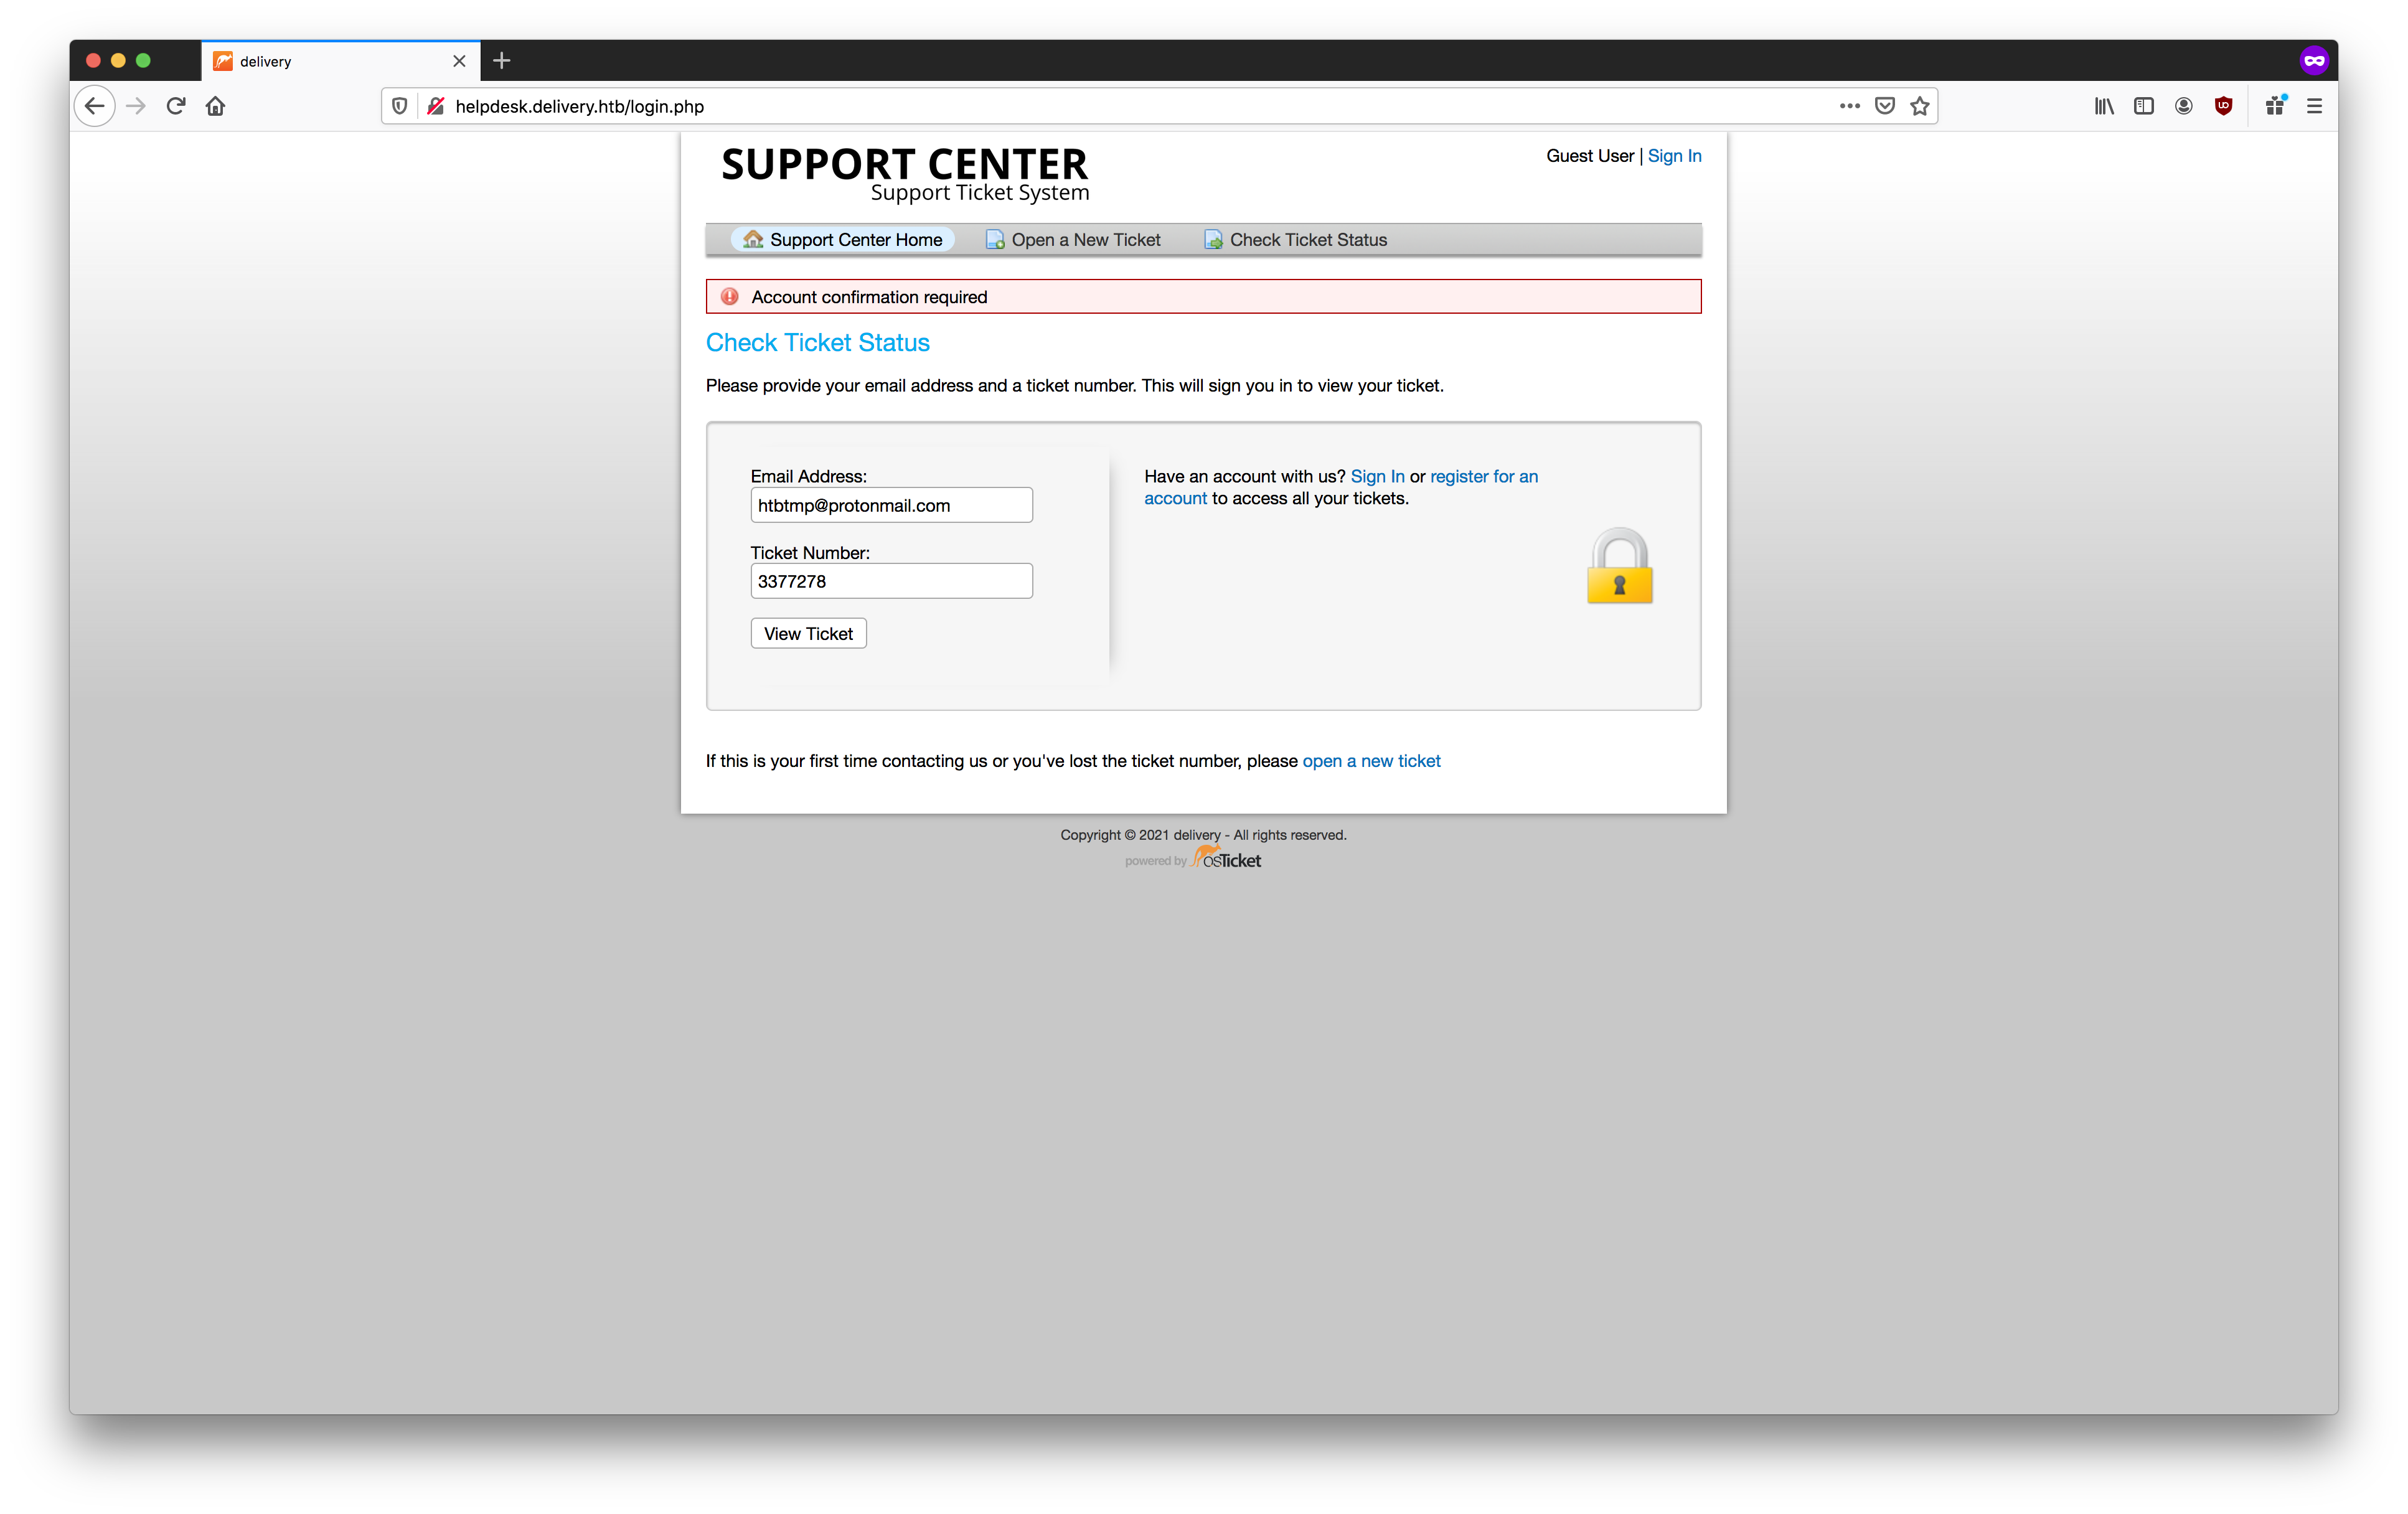 delivery
helpdesk.delivery.htb/login.php
SUPPORT CENTER
Support Ticket System
Guest User | Sign In
Support Center Home
Open a New Ticket
Check Ticket Status
Account confirmation required
Check Ticket Status
Please provide your email address and a ticket number. This will sign you in to view your ticket.
Email Address:
htbtmp@protonmail.com
Ticket Number:
3377278
View Ticket
Have an account with us? Sign In or register for an
account to access all your tickets.
If this is your first time contacting us or you've lost the ticket number, please open a new ticket
Copyright © 2021 delivery - All rights reserved.
powered by osTicket